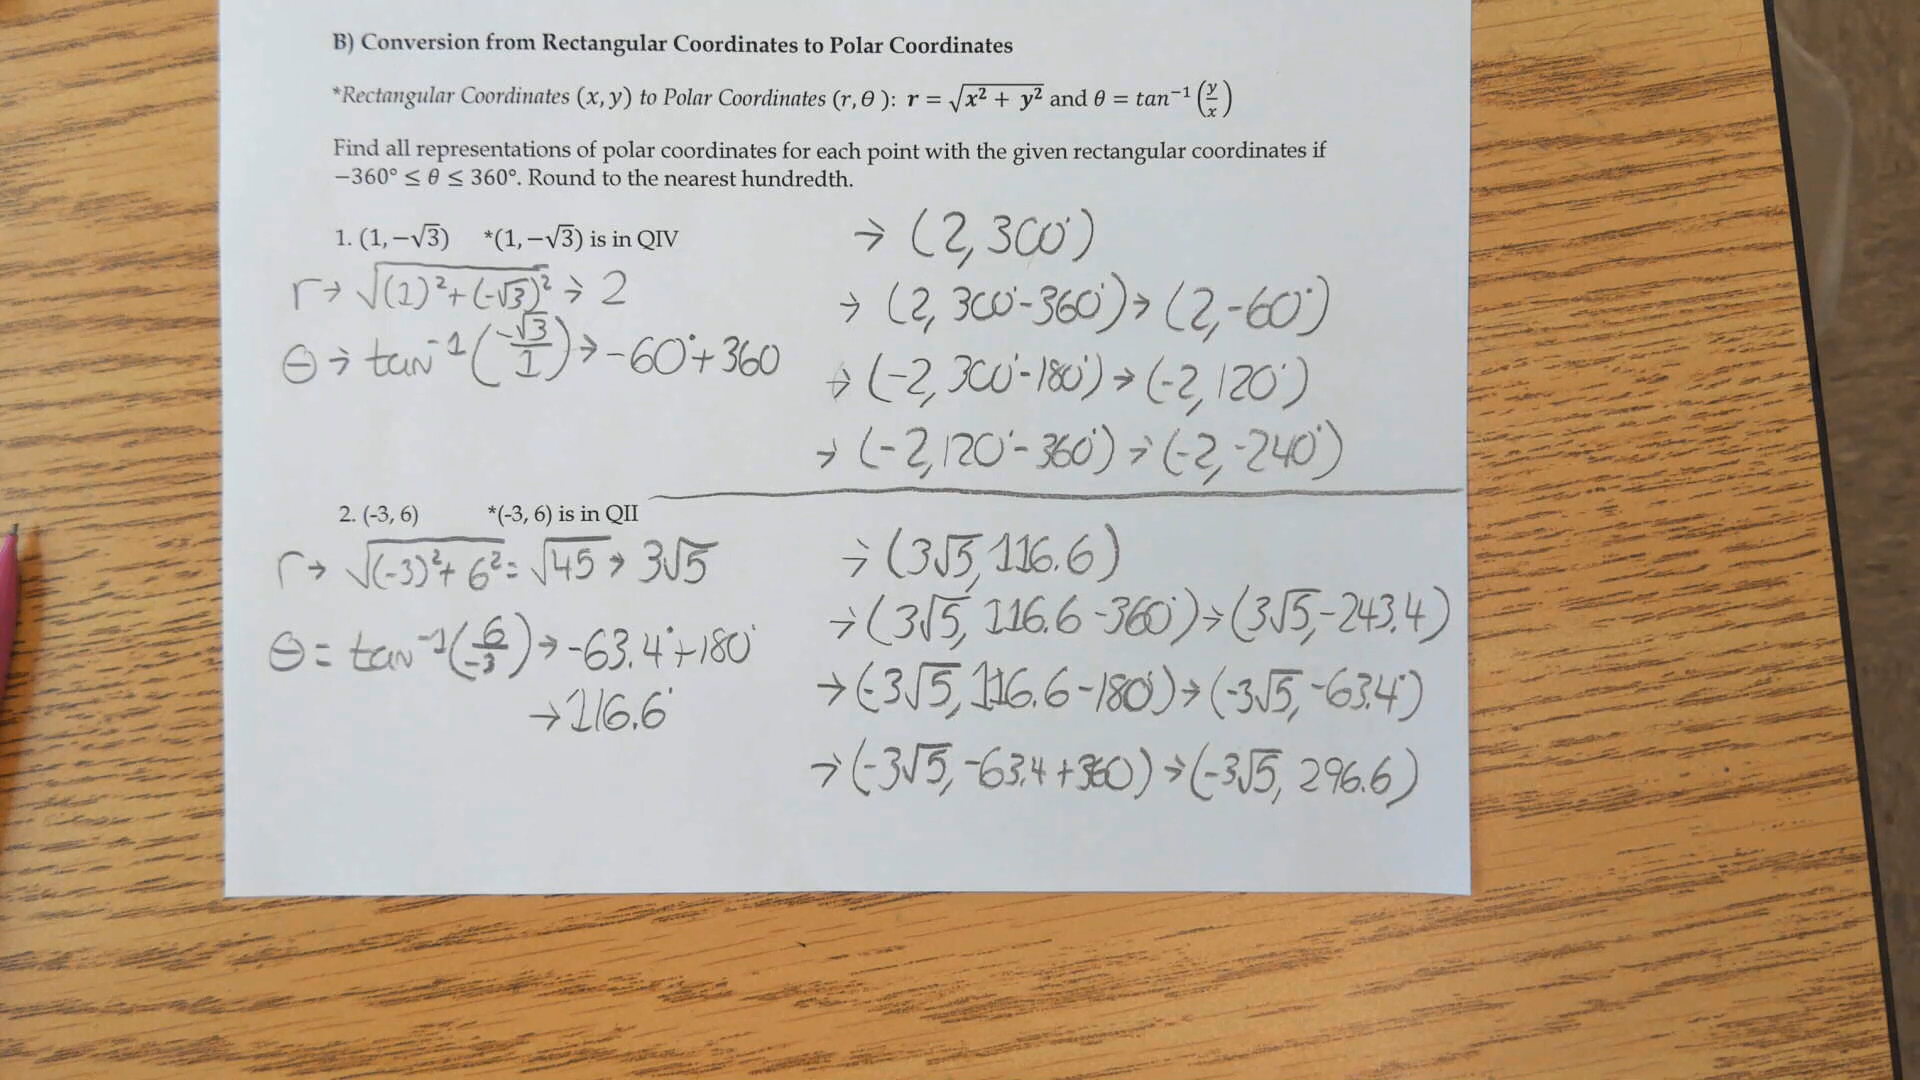 B) Conversion from Rectangular Coordinates to Polar Coordinates
*Rectangular Coordinates (x, y) to Polar Coordinates (r, θ ): r = √(x² + y²) and θ = tan⁻¹(y/x)
Find all representations of polar coordinates for each point with the given rectangular coordinates if
−360° ≤ θ ≤ 360°. Round to the nearest hundredth.
1. (1, −√3) *(1, −√3) is in QIV
r → √((1)² + (-√3)²) → 2
θ → tan⁻¹(-√3/1) → -60° + 360
→ (2, 300°)
→ (2, 300° - 360°) → (2, -60°)
→ (-2, 300° - 180°) → (-2, 120°)
→ (-2, 120° - 360°) → (-2, -240°)
2. (-3, 6) *(-3, 6) is in QII
r → √((-3)² + 6²) = √45 → 3√5
θ = tan⁻¹(6/-3) → -63.4° + 180°
→ 116.6°
→ (3√5, 116.6)
→ (3√5, 116.6 - 360°) → (3√5, -243.4)
→ (-3√5, 116.6 - 180°) → (-3√5, -63.4°)
→ (-3√5, -63.4 + 360) → (-3√5, 296.6)